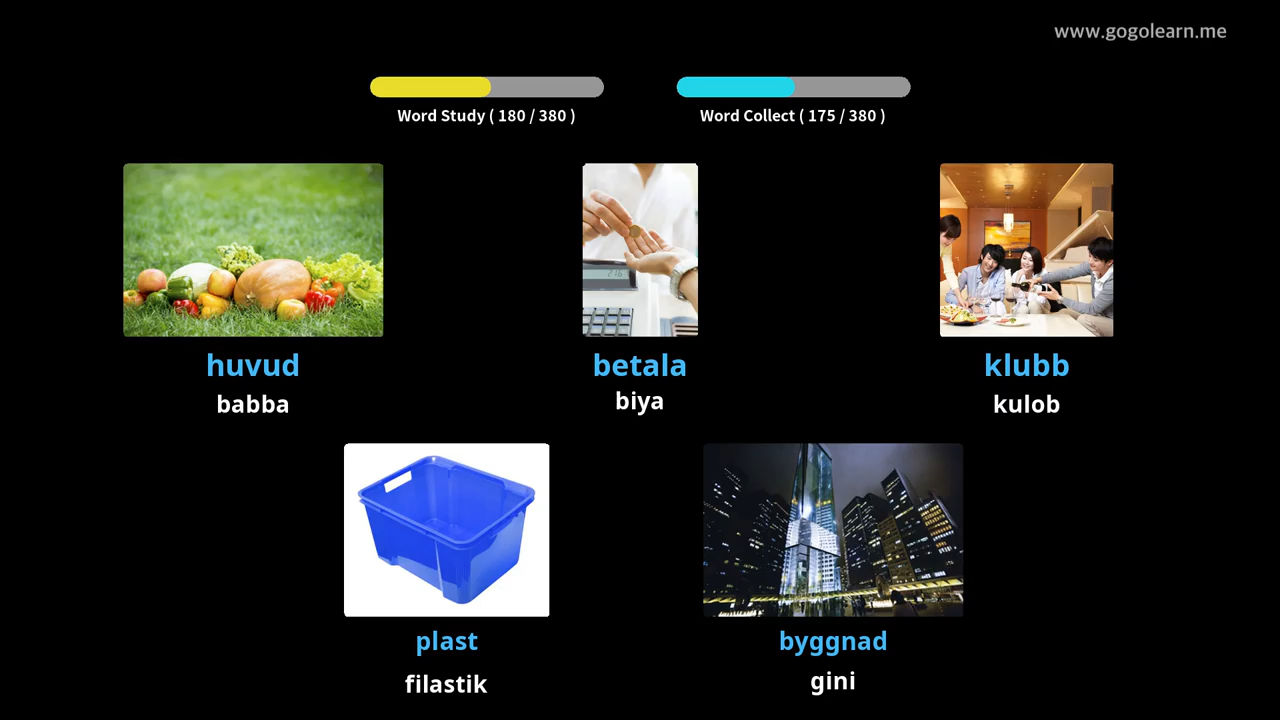 www.gogolearn.me
Word Study ( 180 / 380 )
Word Collect ( 175 / 380 )
huvud
babba
betala
biya
klubb
kulob
plast
filastik
byggnad
gini